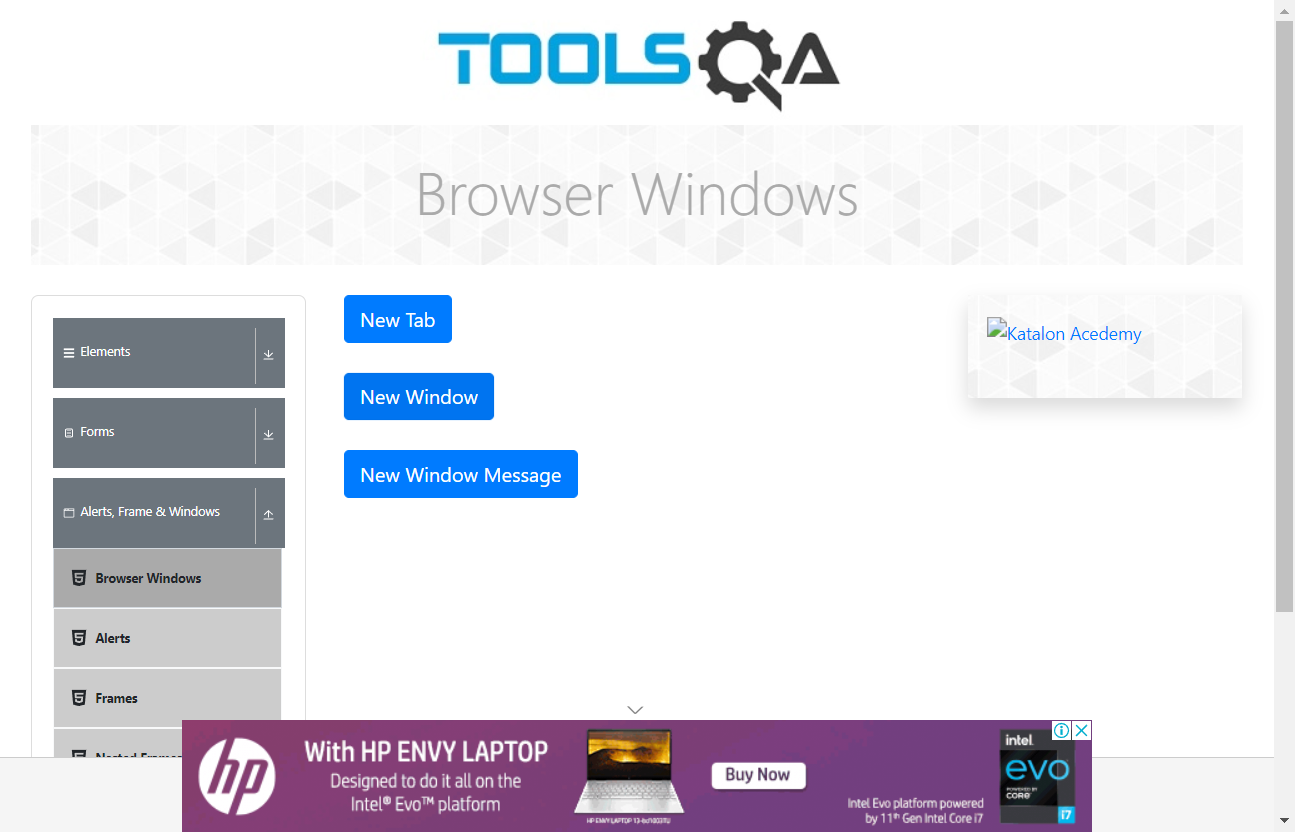 TOOLSQA
Browser Windows
Elements
Forms
Alerts, Frame & Windows
Browser Windows
Alerts
Frames
Nested Frames
New Tab
New Window
New Window Message
Katalon Acedemy
hp
With HP ENVY LAPTOP
Designed to do it all on the
Intel® Evo™ platform
HP ENVY LAPTOP 13-bd1003TU
Buy Now
Intel Evo platform powered
by 11th Gen Intel Core i7
intel.
evo
POWERED BY
CORE
i7